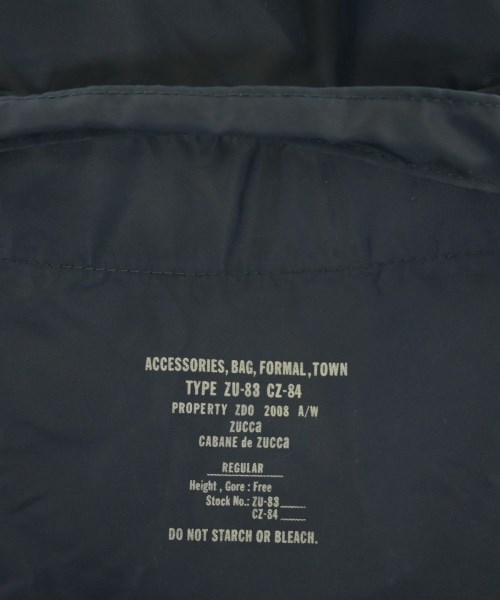 ACCESSORIES, BAG, FORMAL, TOWN
TYPE ZU-83 CZ-84
PROPERTY ZDO 2008 A/W
ZUCCa
CABANE de ZUCCa
REGULAR
Height, Gore : Free
Stock No.: ZU-83
CZ-84
DO NOT STARCH OR BLEACH.